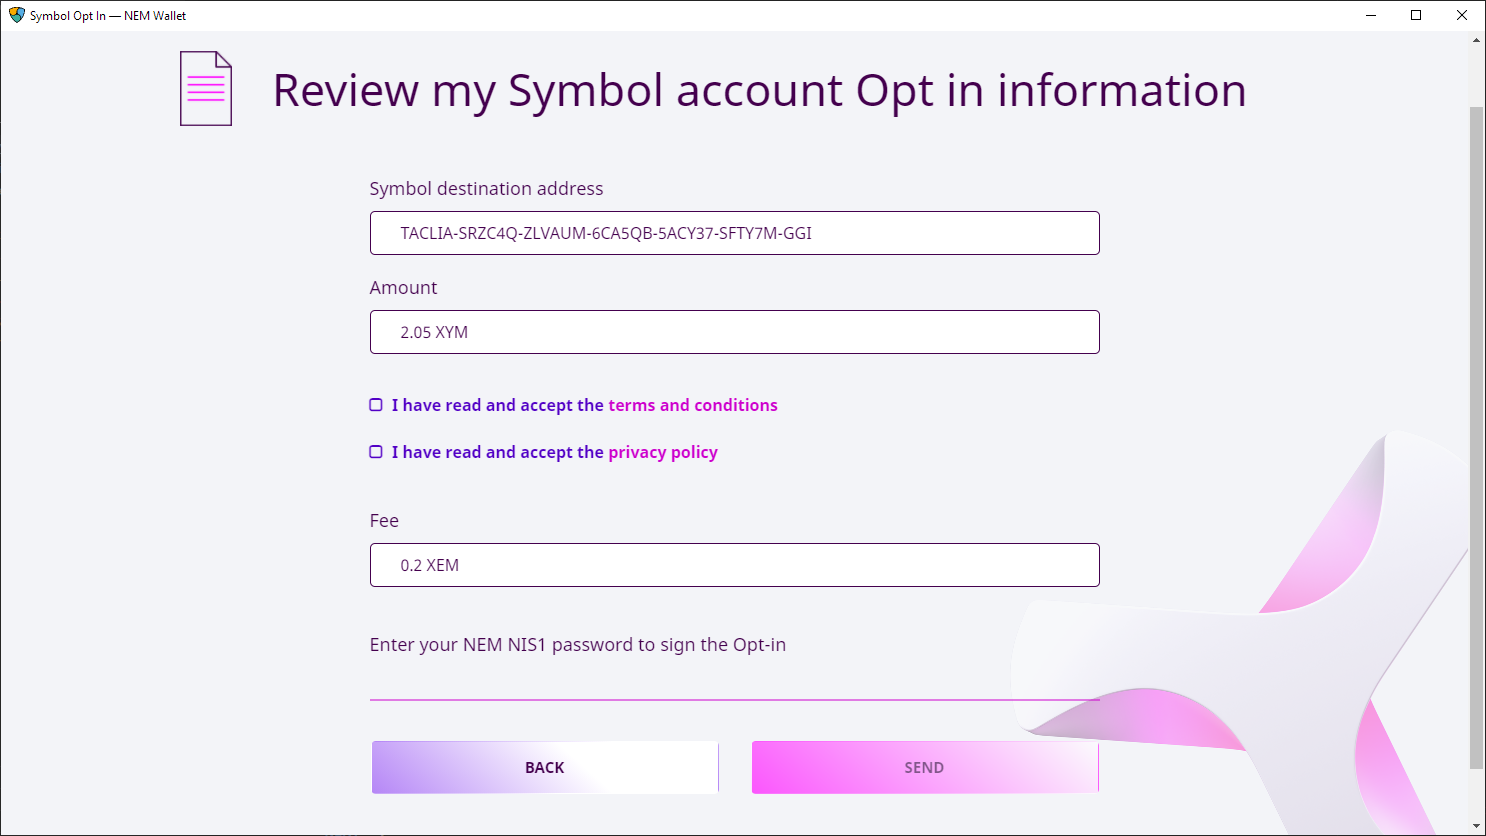 Symbol Opt In — NEM Wallet
Review my Symbol account Opt in information
Symbol destination address
TACLIA-SRZC4Q-ZLVAUM-6CA5QB-5ACY37-SFTY7M-GGI
Amount
2.05 XYM
I have read and accept the terms and conditions
I have read and accept the privacy policy
Fee
0.2 XEM
Enter your NEM NIS1 password to sign the Opt-in
BACK
SEND